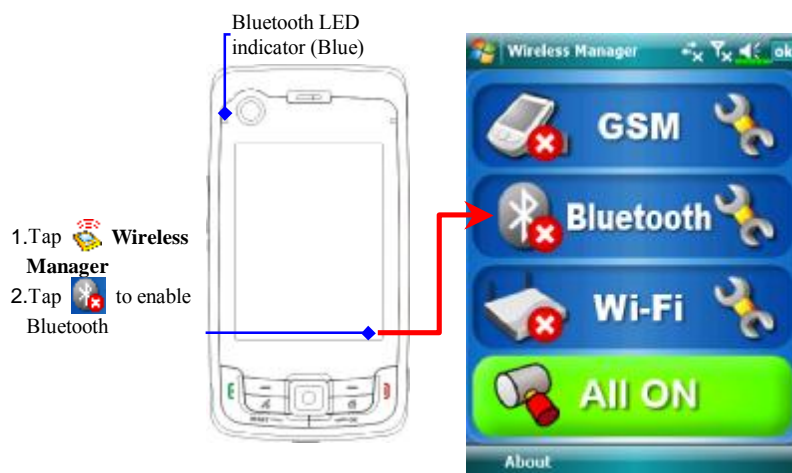 Bluetooth LED
indicator (Blue)
1.Tap Wireless
Manager
2.Tap to enable
Bluetooth
Wireless Manager ok
GSM
Bluetooth
Wi-Fi
All ON
About